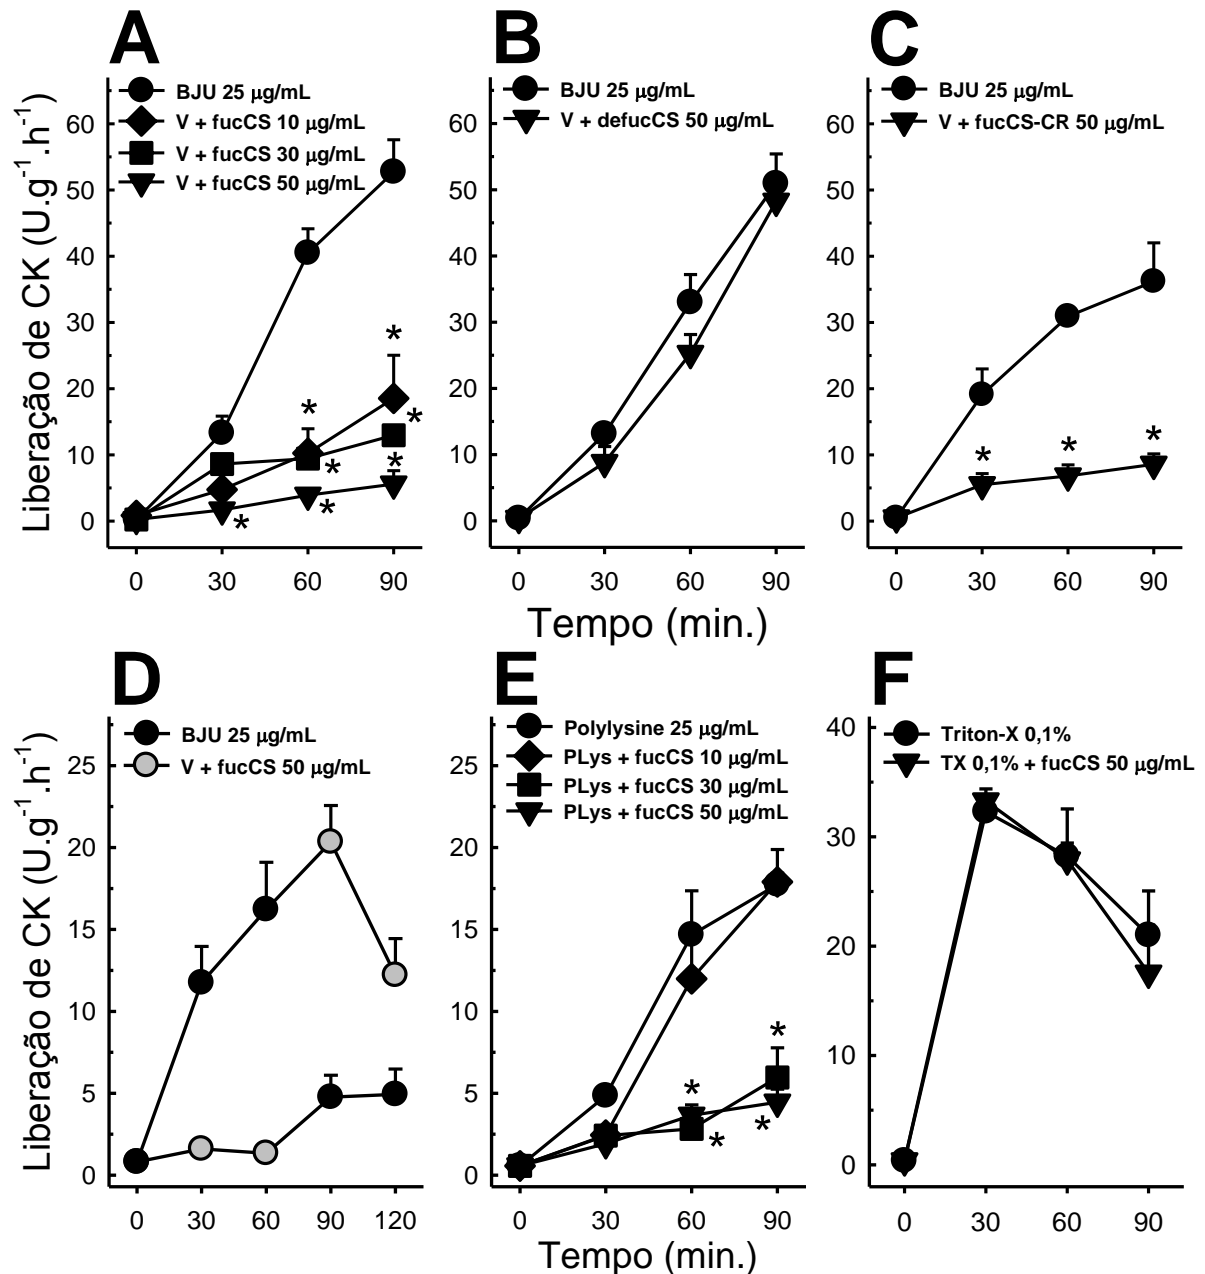 A
BJU 25 µg/mL
V + fucCS 10 µg/mL
V + fucCS 30 µg/mL
V + fucCS 50 µg/mL
Liberação de CK (U.g⁻¹.h⁻¹)
60
50
40
30
20
10
0
0 30 60 90
* * * * * * *
B
BJU 25 µg/mL
V + defucCS 50 µg/mL
60
50
40
30
20
10
0
0 30 60 90
C
BJU 25 µg/mL
V + fucCS-CR 50 µg/mL
60
50
40
30
20
10
0
0 30 60 90
* * *
Tempo (min.)
D
BJU 25 µg/mL
V + fucCS 50 µg/mL
Liberação de CK (U.g⁻¹.h⁻¹)
25
20
15
10
5
0
0 30 60 90 120
E
Polylysine 25 µg/mL
PLys + fucCS 10 µg/mL
PLys + fucCS 30 µg/mL
PLys + fucCS 50 µg/mL
25
20
15
10
5
0
0 30 60 90
* * * *
F
Triton-X 0,1%
TX 0,1% + fucCS 50 µg/mL
40
30
20
10
0
0 30 60 90
Tempo (min.)